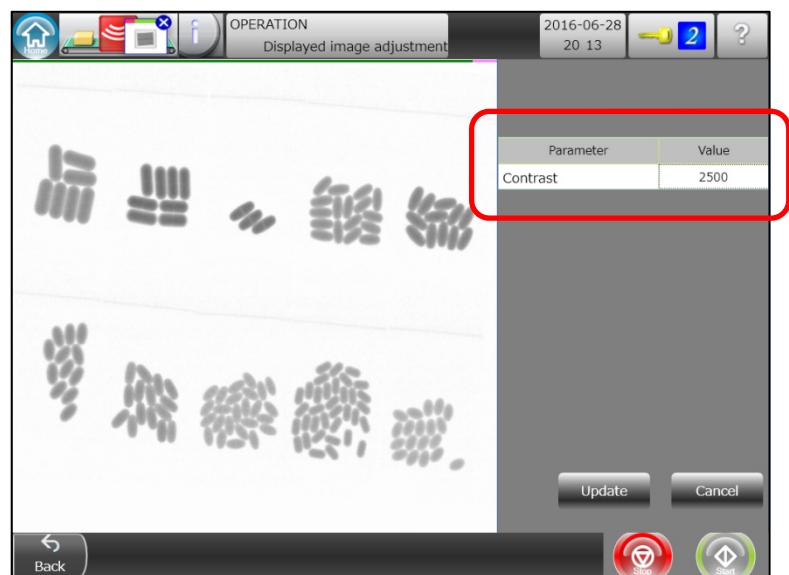 Home
i
OPERATION
Displayed image adjustment
2016-06-28
20 13
2
?
Parameter Value
Contrast 2500
Update Cancel
Back
Stop
Start